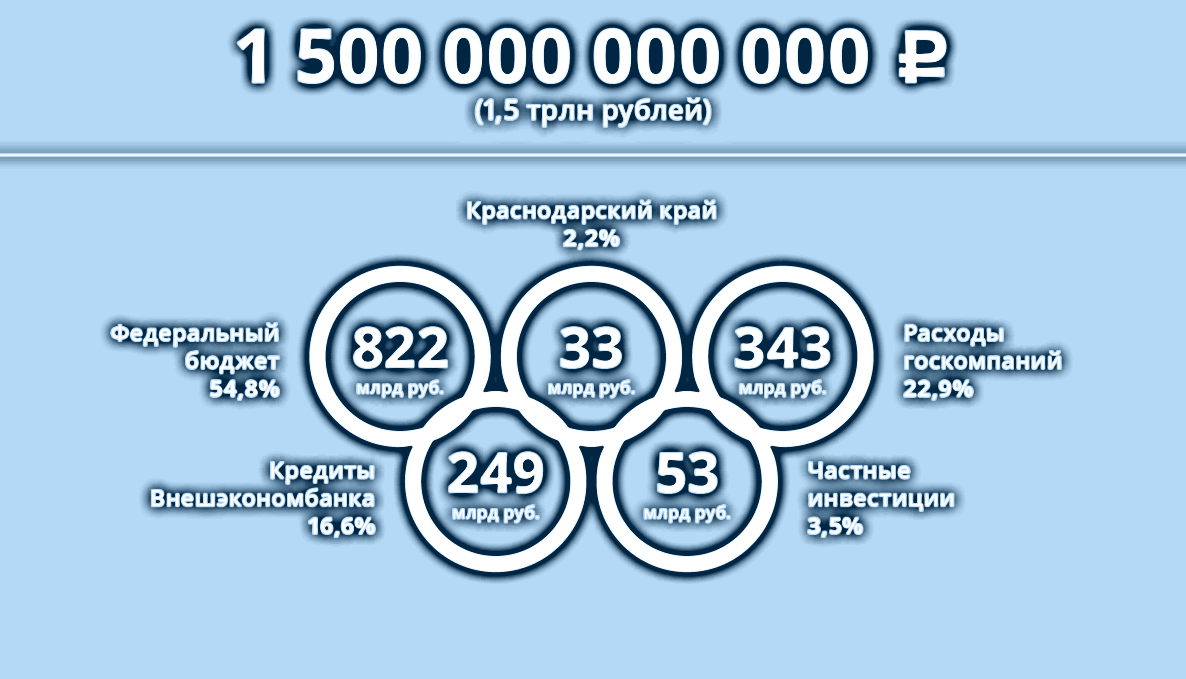 1 500 000 000 000 ₽
(1,5 трлн рублей)
Краснодарский край
2,2%
Федеральный
бюджет
54,8%
822
млрд руб.
33
млрд руб.
343
млрд руб.
Расходы
госкомпаний
22,9%
Кредиты
Внешэкономбанка
16,6%
249
млрд руб.
53
млрд руб.
Частные
инвестиции
3,5%